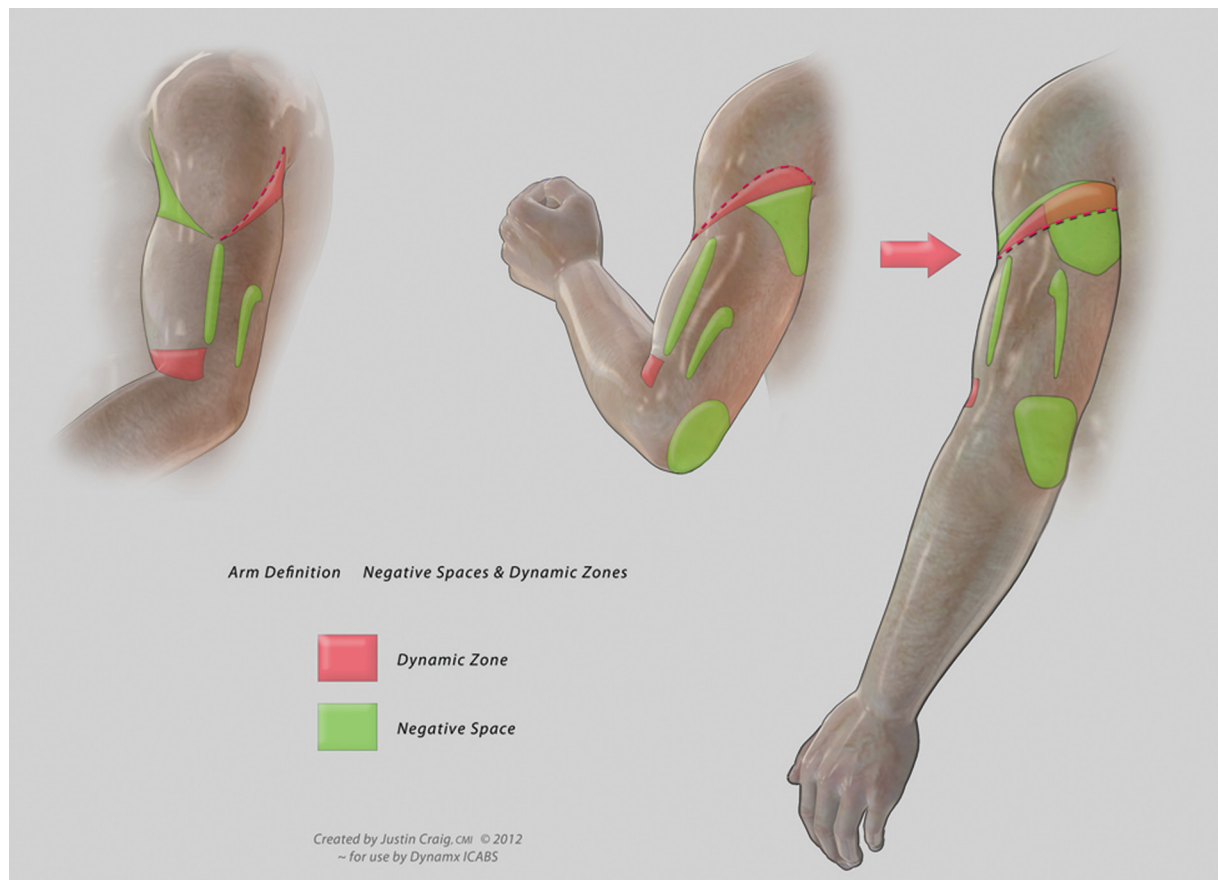 Arm Definition    Negative Spaces & Dynamic Zones
Dynamic Zone
Negative Space
Created by Justin Craig, CMI © 2012
~ for use by Dynamx ICABS